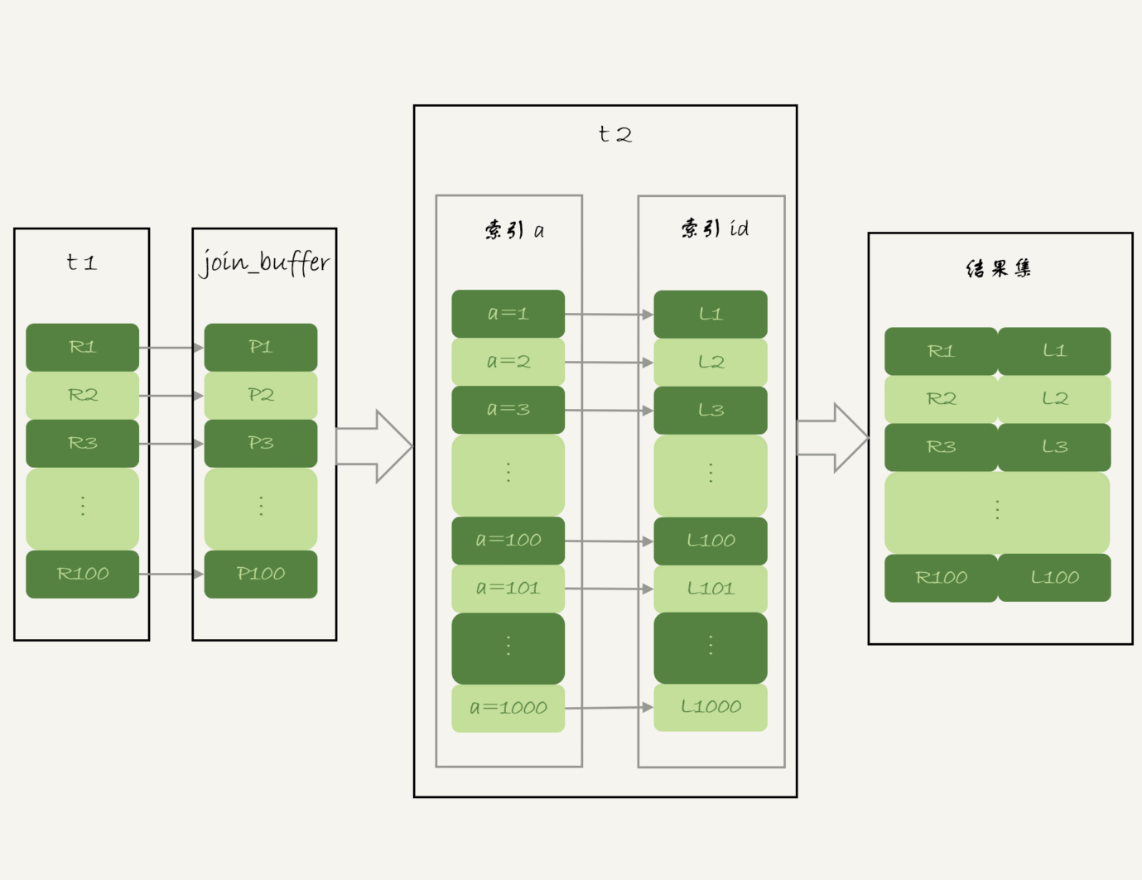 t1
R1
R2
R3
⋮
R100
join_buffer
P1
P2
P3
⋮
P100
t2
索引 a
a=1
a=2
a=3
⋮
a=100
a=101
⋮
a=1000
索引 id
L1
L2
L3
⋮
L100
L101
⋮
L1000
结果集
R1 L1
R2 L2
R3 L3
⋮
R100 L100